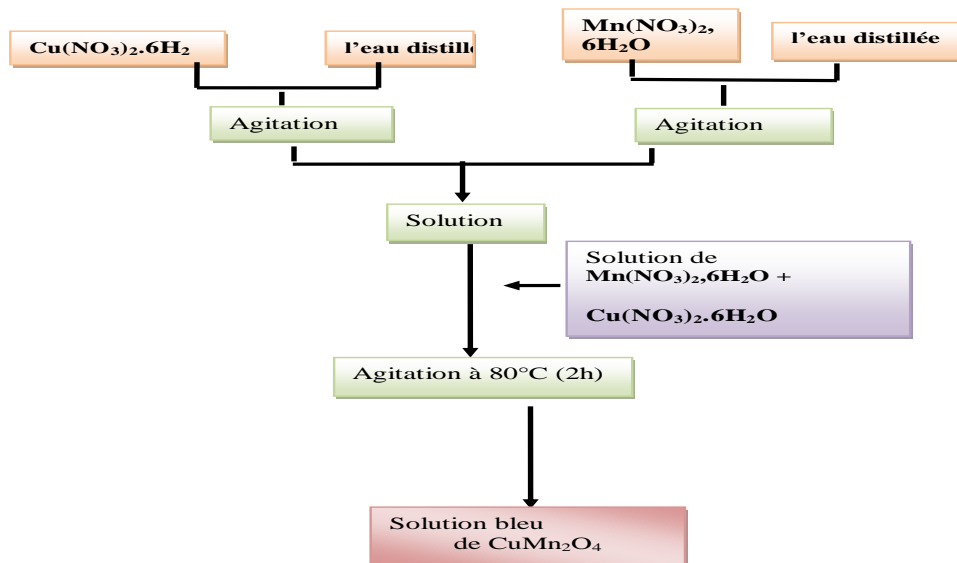 Cu(NO₃)₂.6H₂
l'eau distillé
Mn(NO₃)₂,
6H₂O
l'eau distillée
Agitation
Agitation
Solution
Solution de
Mn(NO₃)₂,6H₂O +
Cu(NO₃)₂.6H₂O
Agitation à 80°C (2h)
Solution bleu
de CuMn₂O₄